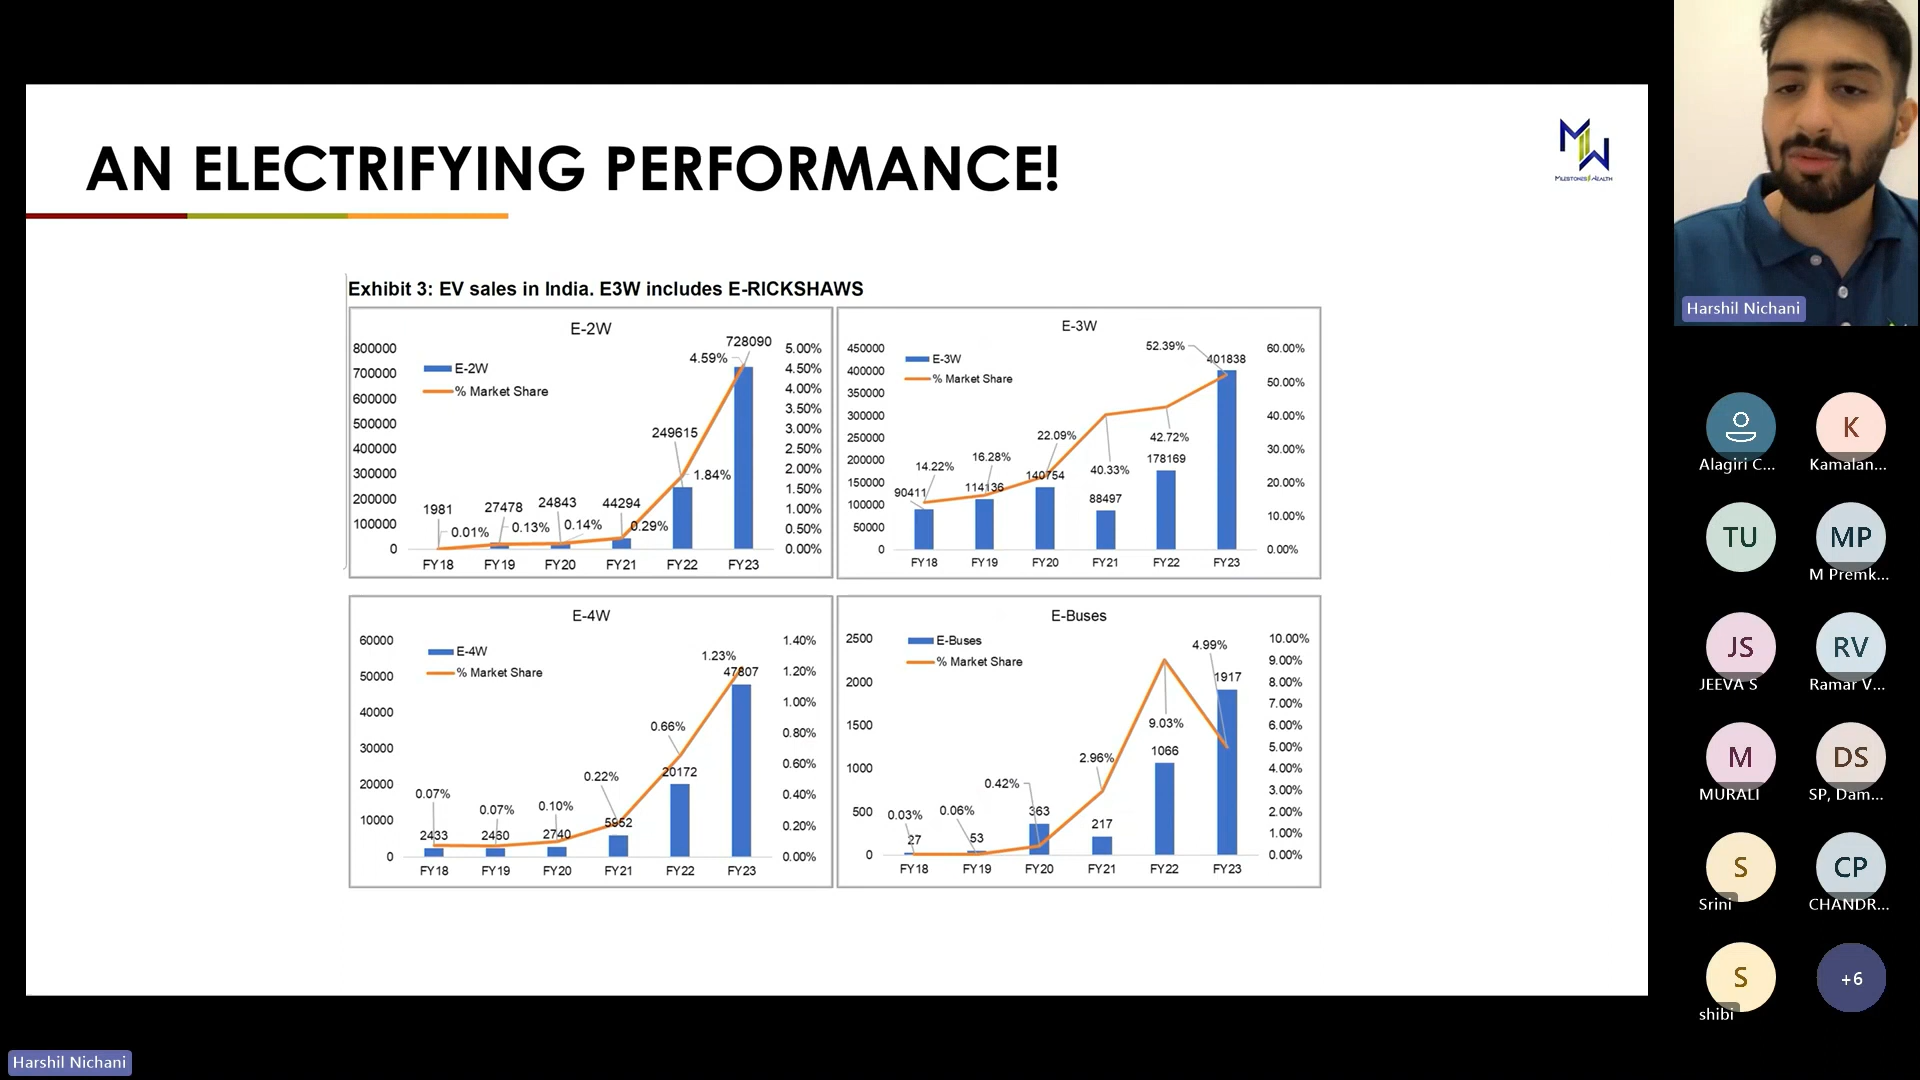 AN ELECTRIFYING PERFORMANCE!
MW
MILESTONES WEALTH
Exhibit 3: EV sales in India. E3W includes E-RICKSHAWS
E-2W
E-2W
% Market Share
800000
700000
600000
500000
400000
300000
200000
100000
0
5.00%
4.50%
4.00%
3.50%
3.00%
2.50%
2.00%
1.50%
1.00%
0.50%
0.00%
1981
27478
24843
44294
249615
728090
0.01%
0.13%
0.14%
0.29%
1.84%
4.59%
FY18 FY19 FY20 FY21 FY22 FY23
E-3W
E-3W
% Market Share
450000
400000
350000
300000
250000
200000
150000
100000
50000
0
60.00%
50.00%
40.00%
30.00%
20.00%
10.00%
0.00%
90411
114136
140754
88497
178169
401838
14.22%
16.28%
22.09%
40.33%
42.72%
52.39%
FY18 FY19 FY20 FY21 FY22 FY23
E-4W
E-4W
% Market Share
60000
50000
40000
30000
20000
10000
0
1.40%
1.20%
1.00%
0.80%
0.60%
0.40%
0.20%
0.00%
2433
2460
2740
5952
20172
47807
0.07%
0.07%
0.10%
0.22%
0.66%
1.23%
FY18 FY19 FY20 FY21 FY22 FY23
E-Buses
E-Buses
% Market Share
2500
2000
1500
1000
500
0
10.00%
9.00%
8.00%
7.00%
6.00%
5.00%
4.00%
3.00%
2.00%
1.00%
0.00%
27
53
363
217
1066
1917
0.03%
0.06%
0.42%
2.96%
9.03%
4.99%
FY18 FY19 FY20 FY21 FY22 FY23
Harshil Nichani
Alagiri C...
K
Kamalan...
TU
MP
M Premk...
JS
JEEVA S
RV
Ramar V...
M
MURALI
DS
SP, Dam...
S
Srini
CP
CHANDR...
S
shibi
+6
Harshil Nichani